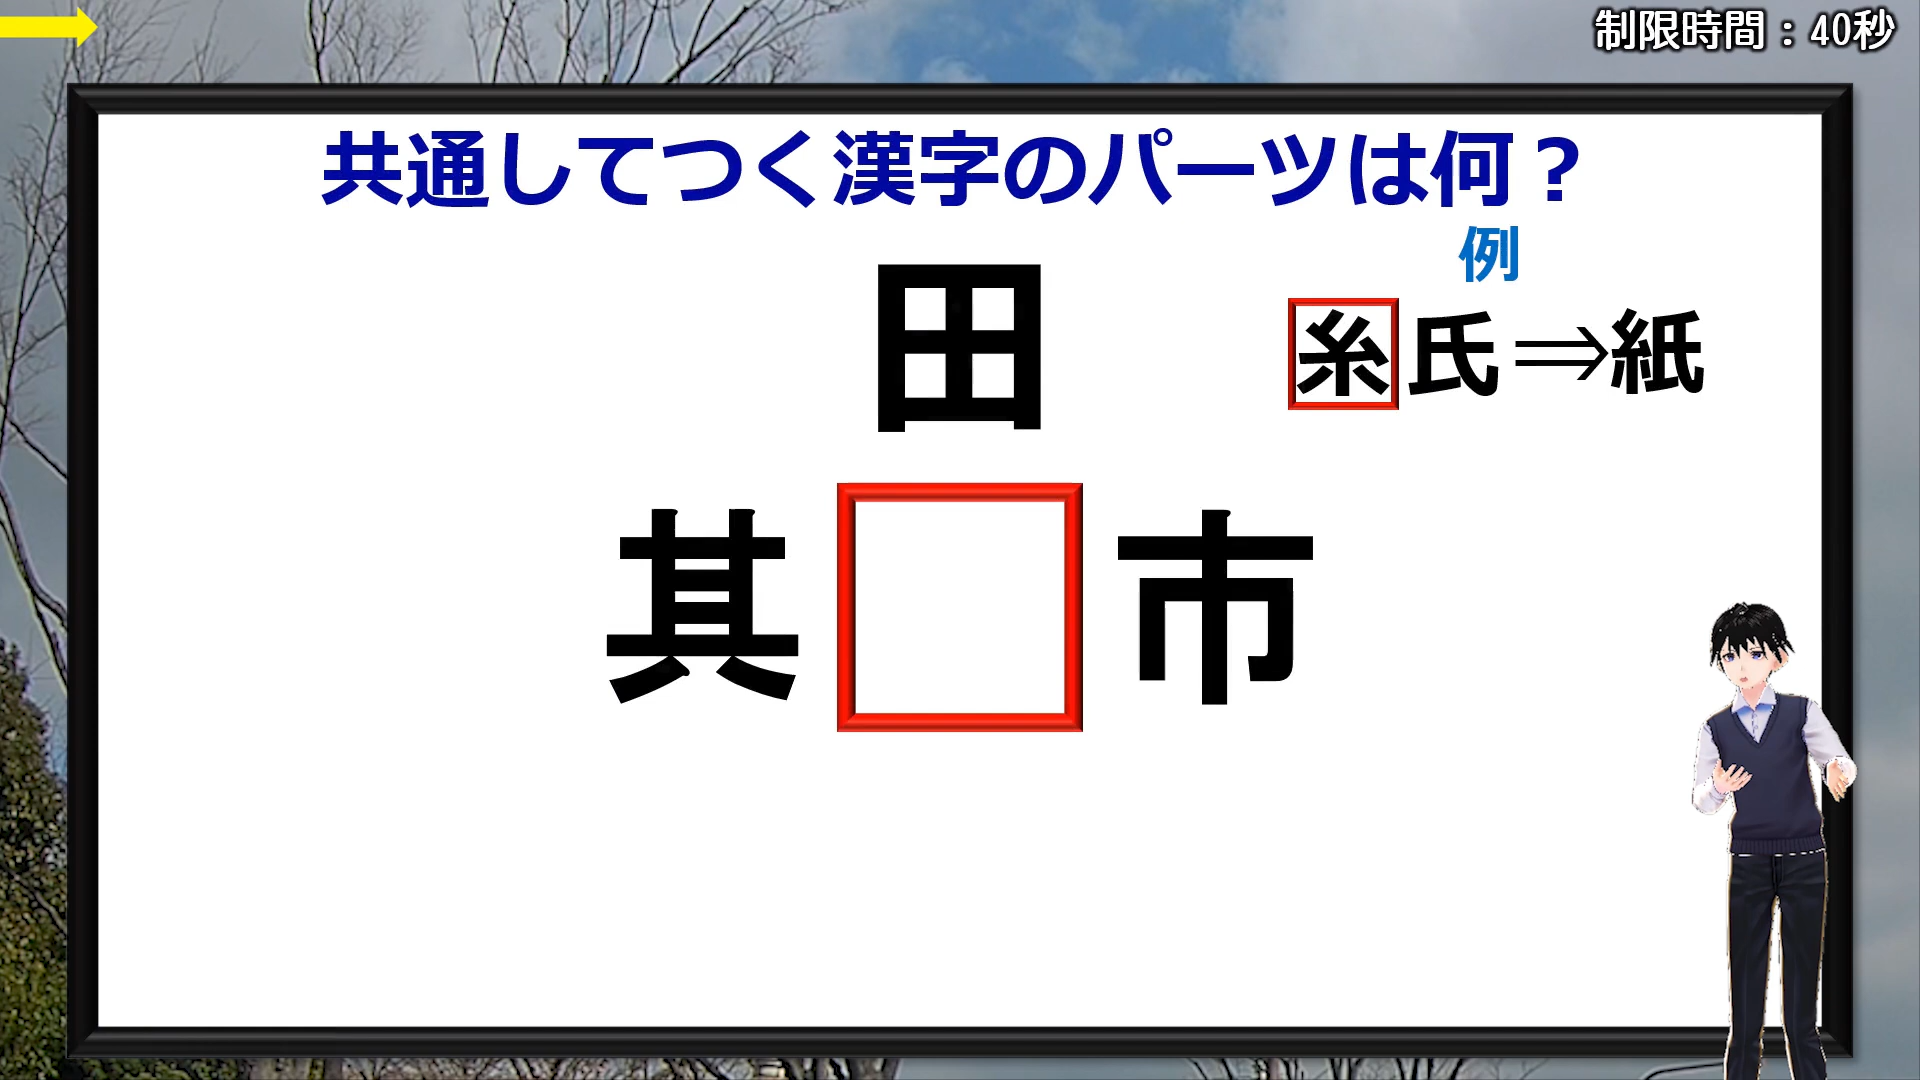 制限時間：40秒
共通してつく漢字のパーツは何？
例
糸氏⇒紙
田
其市